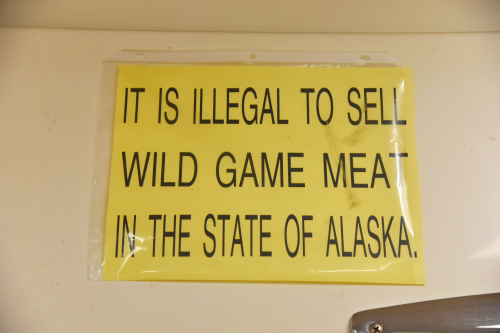 IT IS ILLEGAL TO SELL
WILD GAME MEAT
IN THE STATE OF ALASKA.